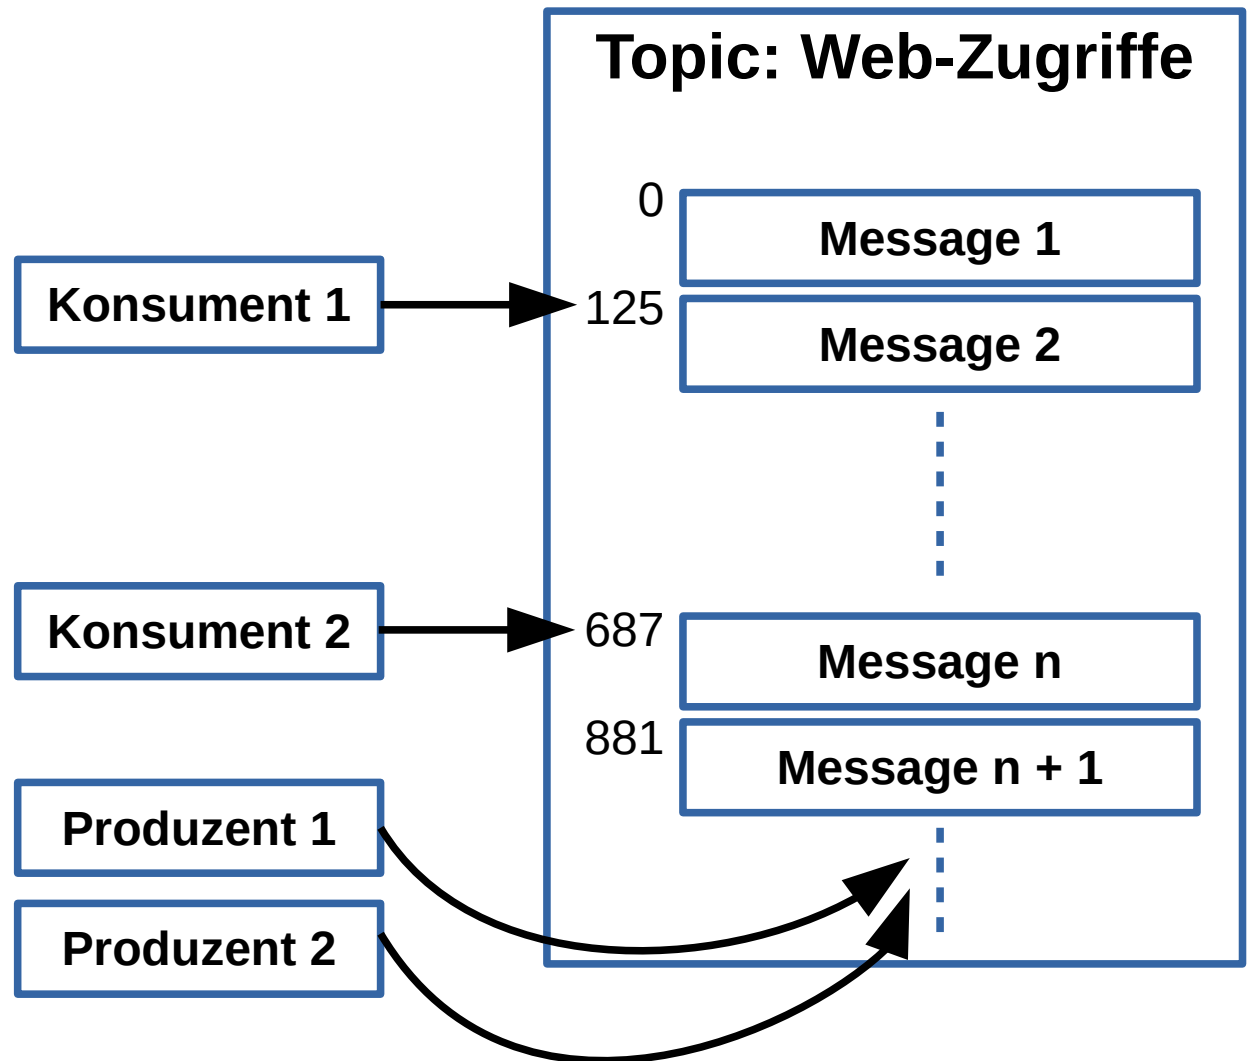 Topic: Web-Zugriffe
0
Message 1
Konsument 1
125
Message 2
Konsument 2
687
Message n
881
Message n + 1
Produzent 1
Produzent 2